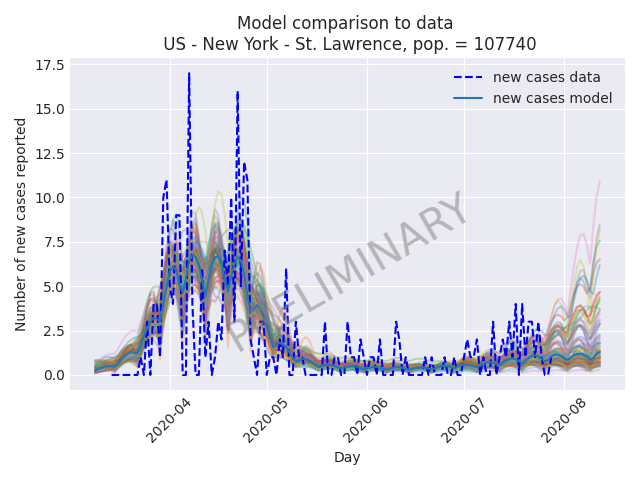 Model comparison to data
US - New York - St. Lawrence, pop. = 107740
new cases data
new cases model
Number of new cases reported
17.5
15.0
12.5
10.0
7.5
5.0
2.5
0.0
PRELIMINARY
2020-04
2020-05
2020-06
2020-07
2020-08
Day